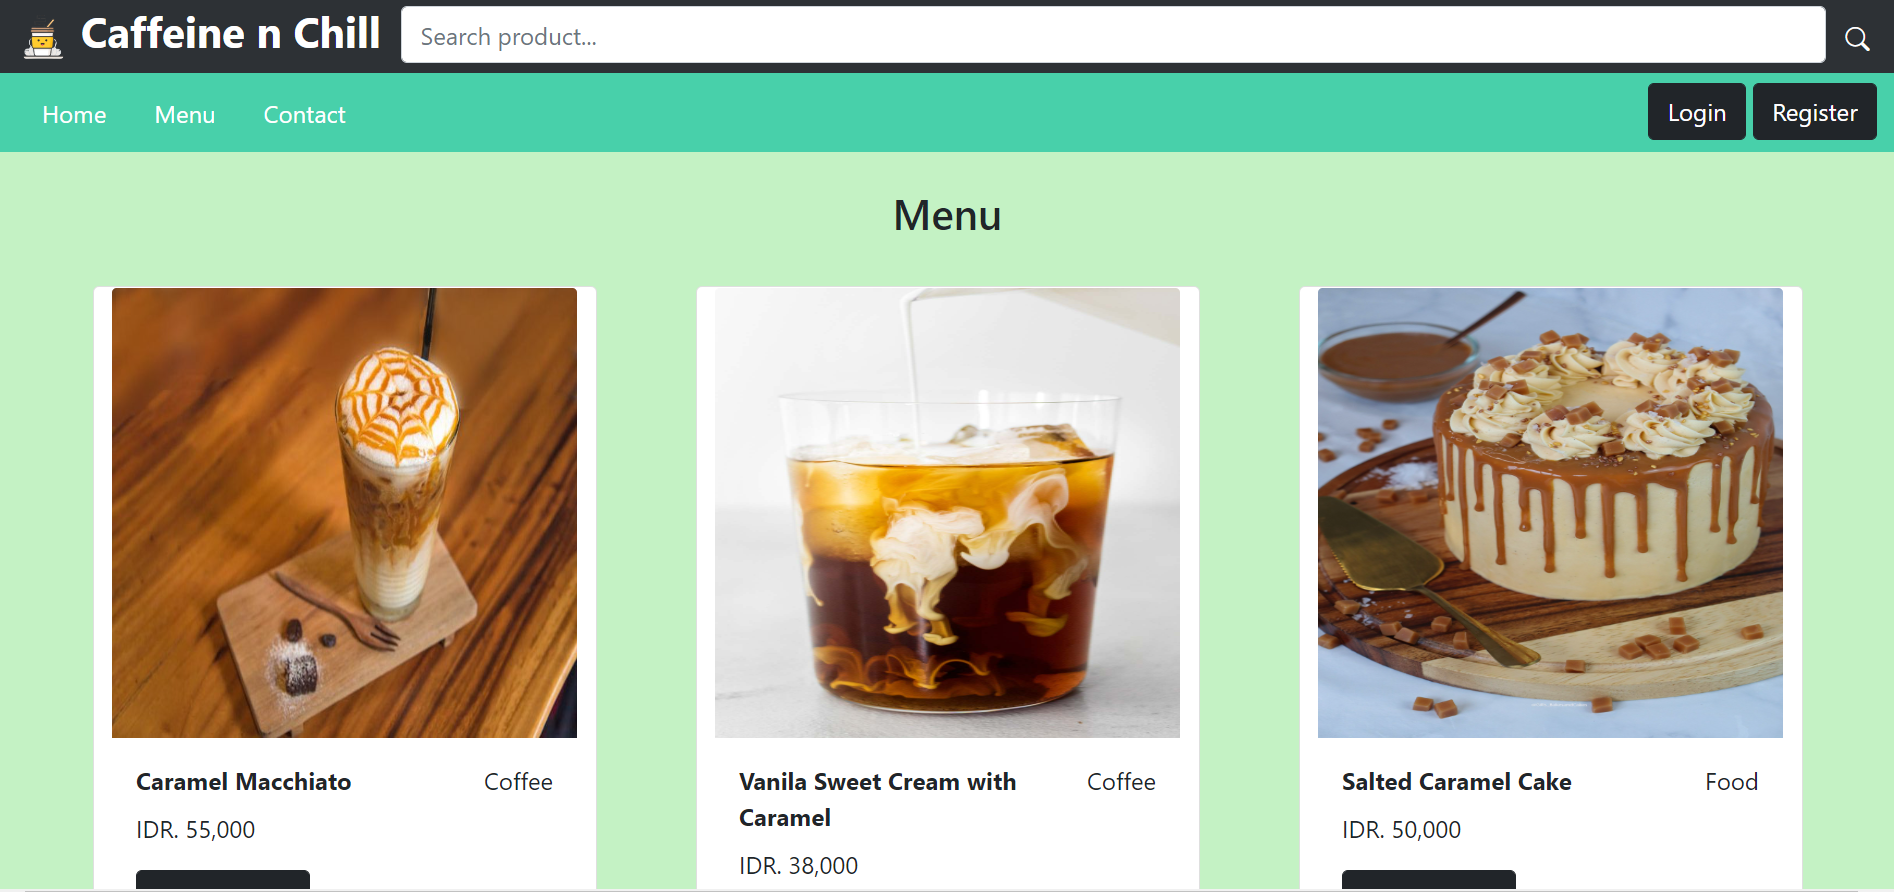 Caffeine n Chill
Search product...
Home Menu Contact
Login Register
Menu
Caramel Macchiato
Coffee
IDR. 55,000
Vanila Sweet Cream with
Caramel
Coffee
IDR. 38,000
Salted Caramel Cake
Food
IDR. 50,000